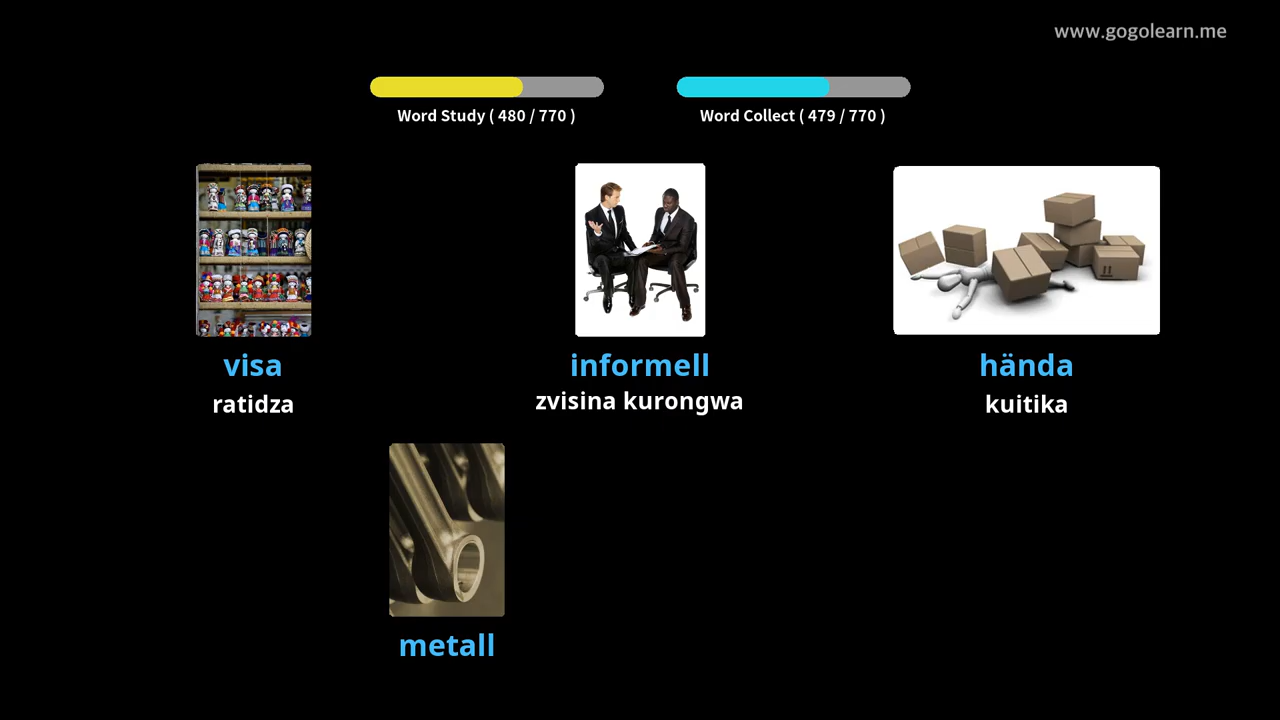 www.gogolearn.me
Word Study ( 480 / 770 )
Word Collect ( 479 / 770 )
visa
informell
hända
ratidza
zvisina kurongwa
kuitika
metall